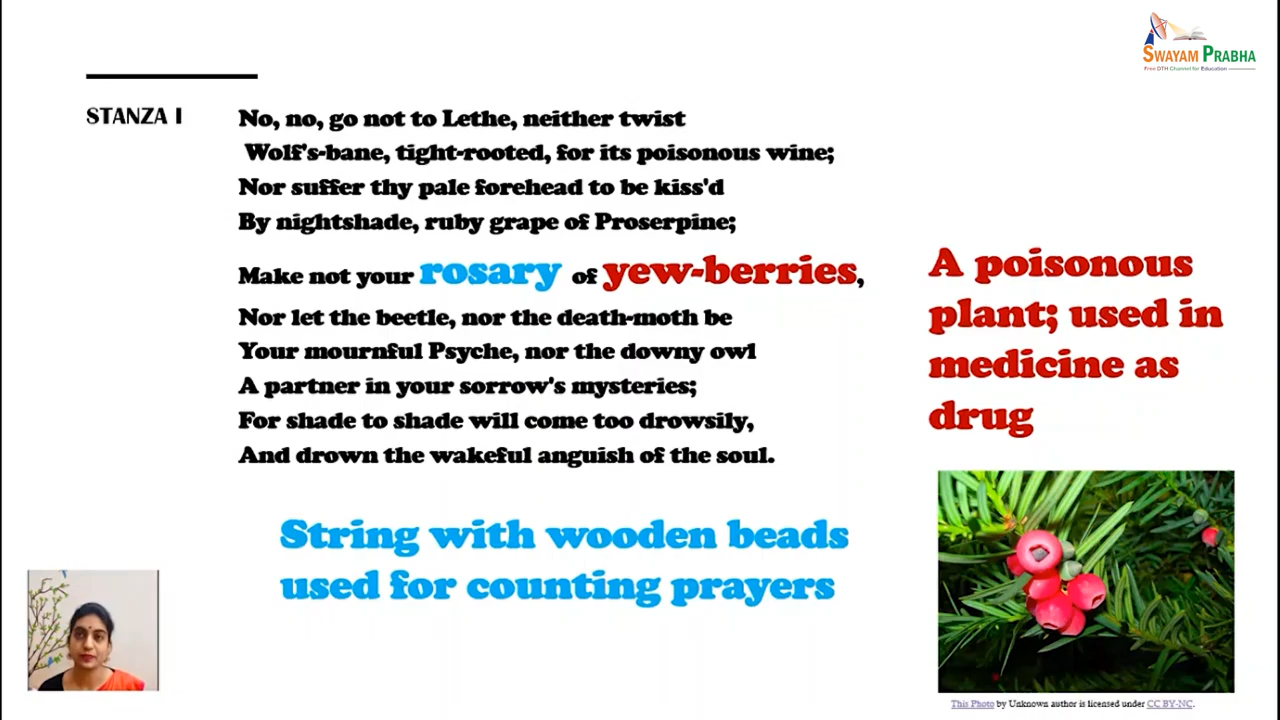 SWAYAM PRABHA
Free DTH Channel for Education
STANZA I
No, no, go not to Lethe, neither twist
Wolf's-bane, tight-rooted, for its poisonous wine;
Nor suffer thy pale forehead to be kiss'd
By nightshade, ruby grape of Proserpine;
Make not your rosary of yew-berries,
Nor let the beetle, nor the death-moth be
Your mournful Psyche, nor the downy owl
A partner in your sorrow's mysteries;
For shade to shade will come too drowsily,
And drown the wakeful anguish of the soul.
A poisonous
plant; used in
medicine as
drug
String with wooden beads
used for counting prayers
This Photo by Unknown author is licensed under CC BY-NC.